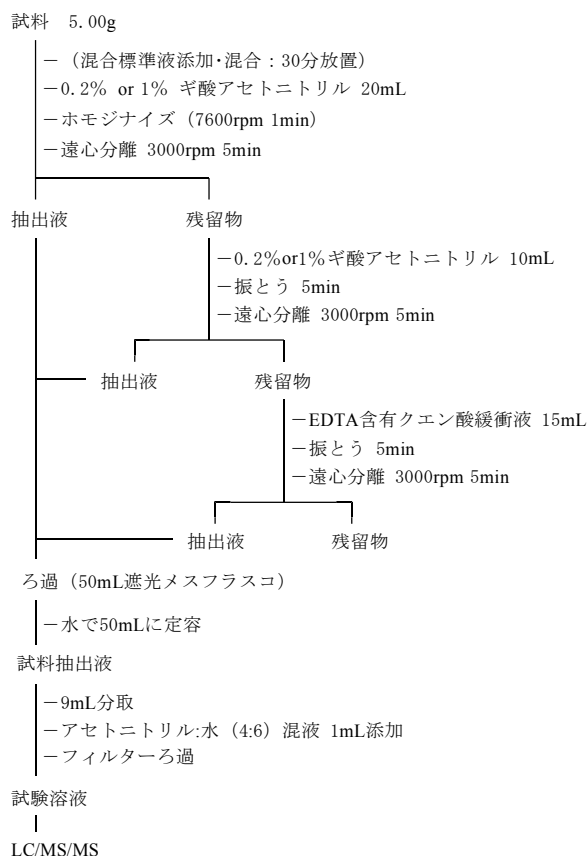 試料 5.00g
－（混合標準液添加･混合：30分放置）
－0.2% or 1% ギ酸アセトニトリル 20mL
－ホモジナイズ（7600rpm 1min）
－遠心分離 3000rpm 5min
抽出液 残留物
－0.2%or1%ギ酸アセトニトリル 10mL
－振とう 5min
－遠心分離 3000rpm 5min
抽出液 残留物
－EDTA含有クエン酸緩衝液 15mL
－振とう 5min
－遠心分離 3000rpm 5min
抽出液 残留物
ろ過（50mL遮光メスフラスコ）
－水で50mLに定容
試料抽出液
－9mL分取
－アセトニトリル:水（4:6）混液 1mL添加
－フィルターろ過
試験溶液
LC/MS/MS